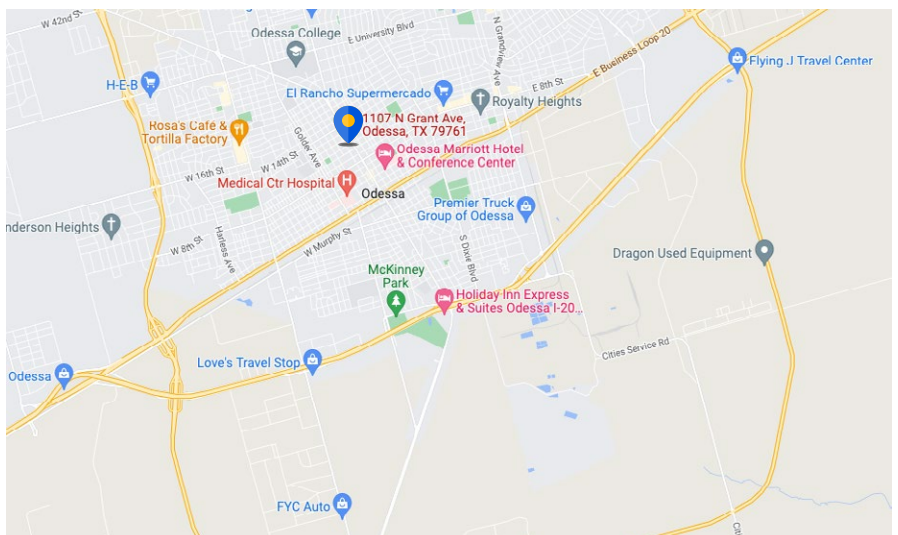 W 42nd St
Odessa College
E University Blvd
N Grandview Ave
E Business Loop 20
Flying J Travel Center
H-E-B
El Rancho Supermercado
E 8th St
Royalty Heights
1107 N Grant Ave,
Odessa, TX 79761
Rosa's Cafe &
Tortilla Factory
Golder Ave
Odessa Marriott Hotel
& Conference Center
W 14th St
W 16th St
Medical Ctr Hospital
Odessa
Premier Truck
Group of Odessa
nderson Heights
W 8th St
Harless Ave
W Murphy St
S Dixie Blvd
Dragon Used Equipment
McKinney
Park
Holiday Inn Express
& Suites Odessa I-20...
Cities Service Rd
Love's Travel Stop
Odessa
FYC Auto